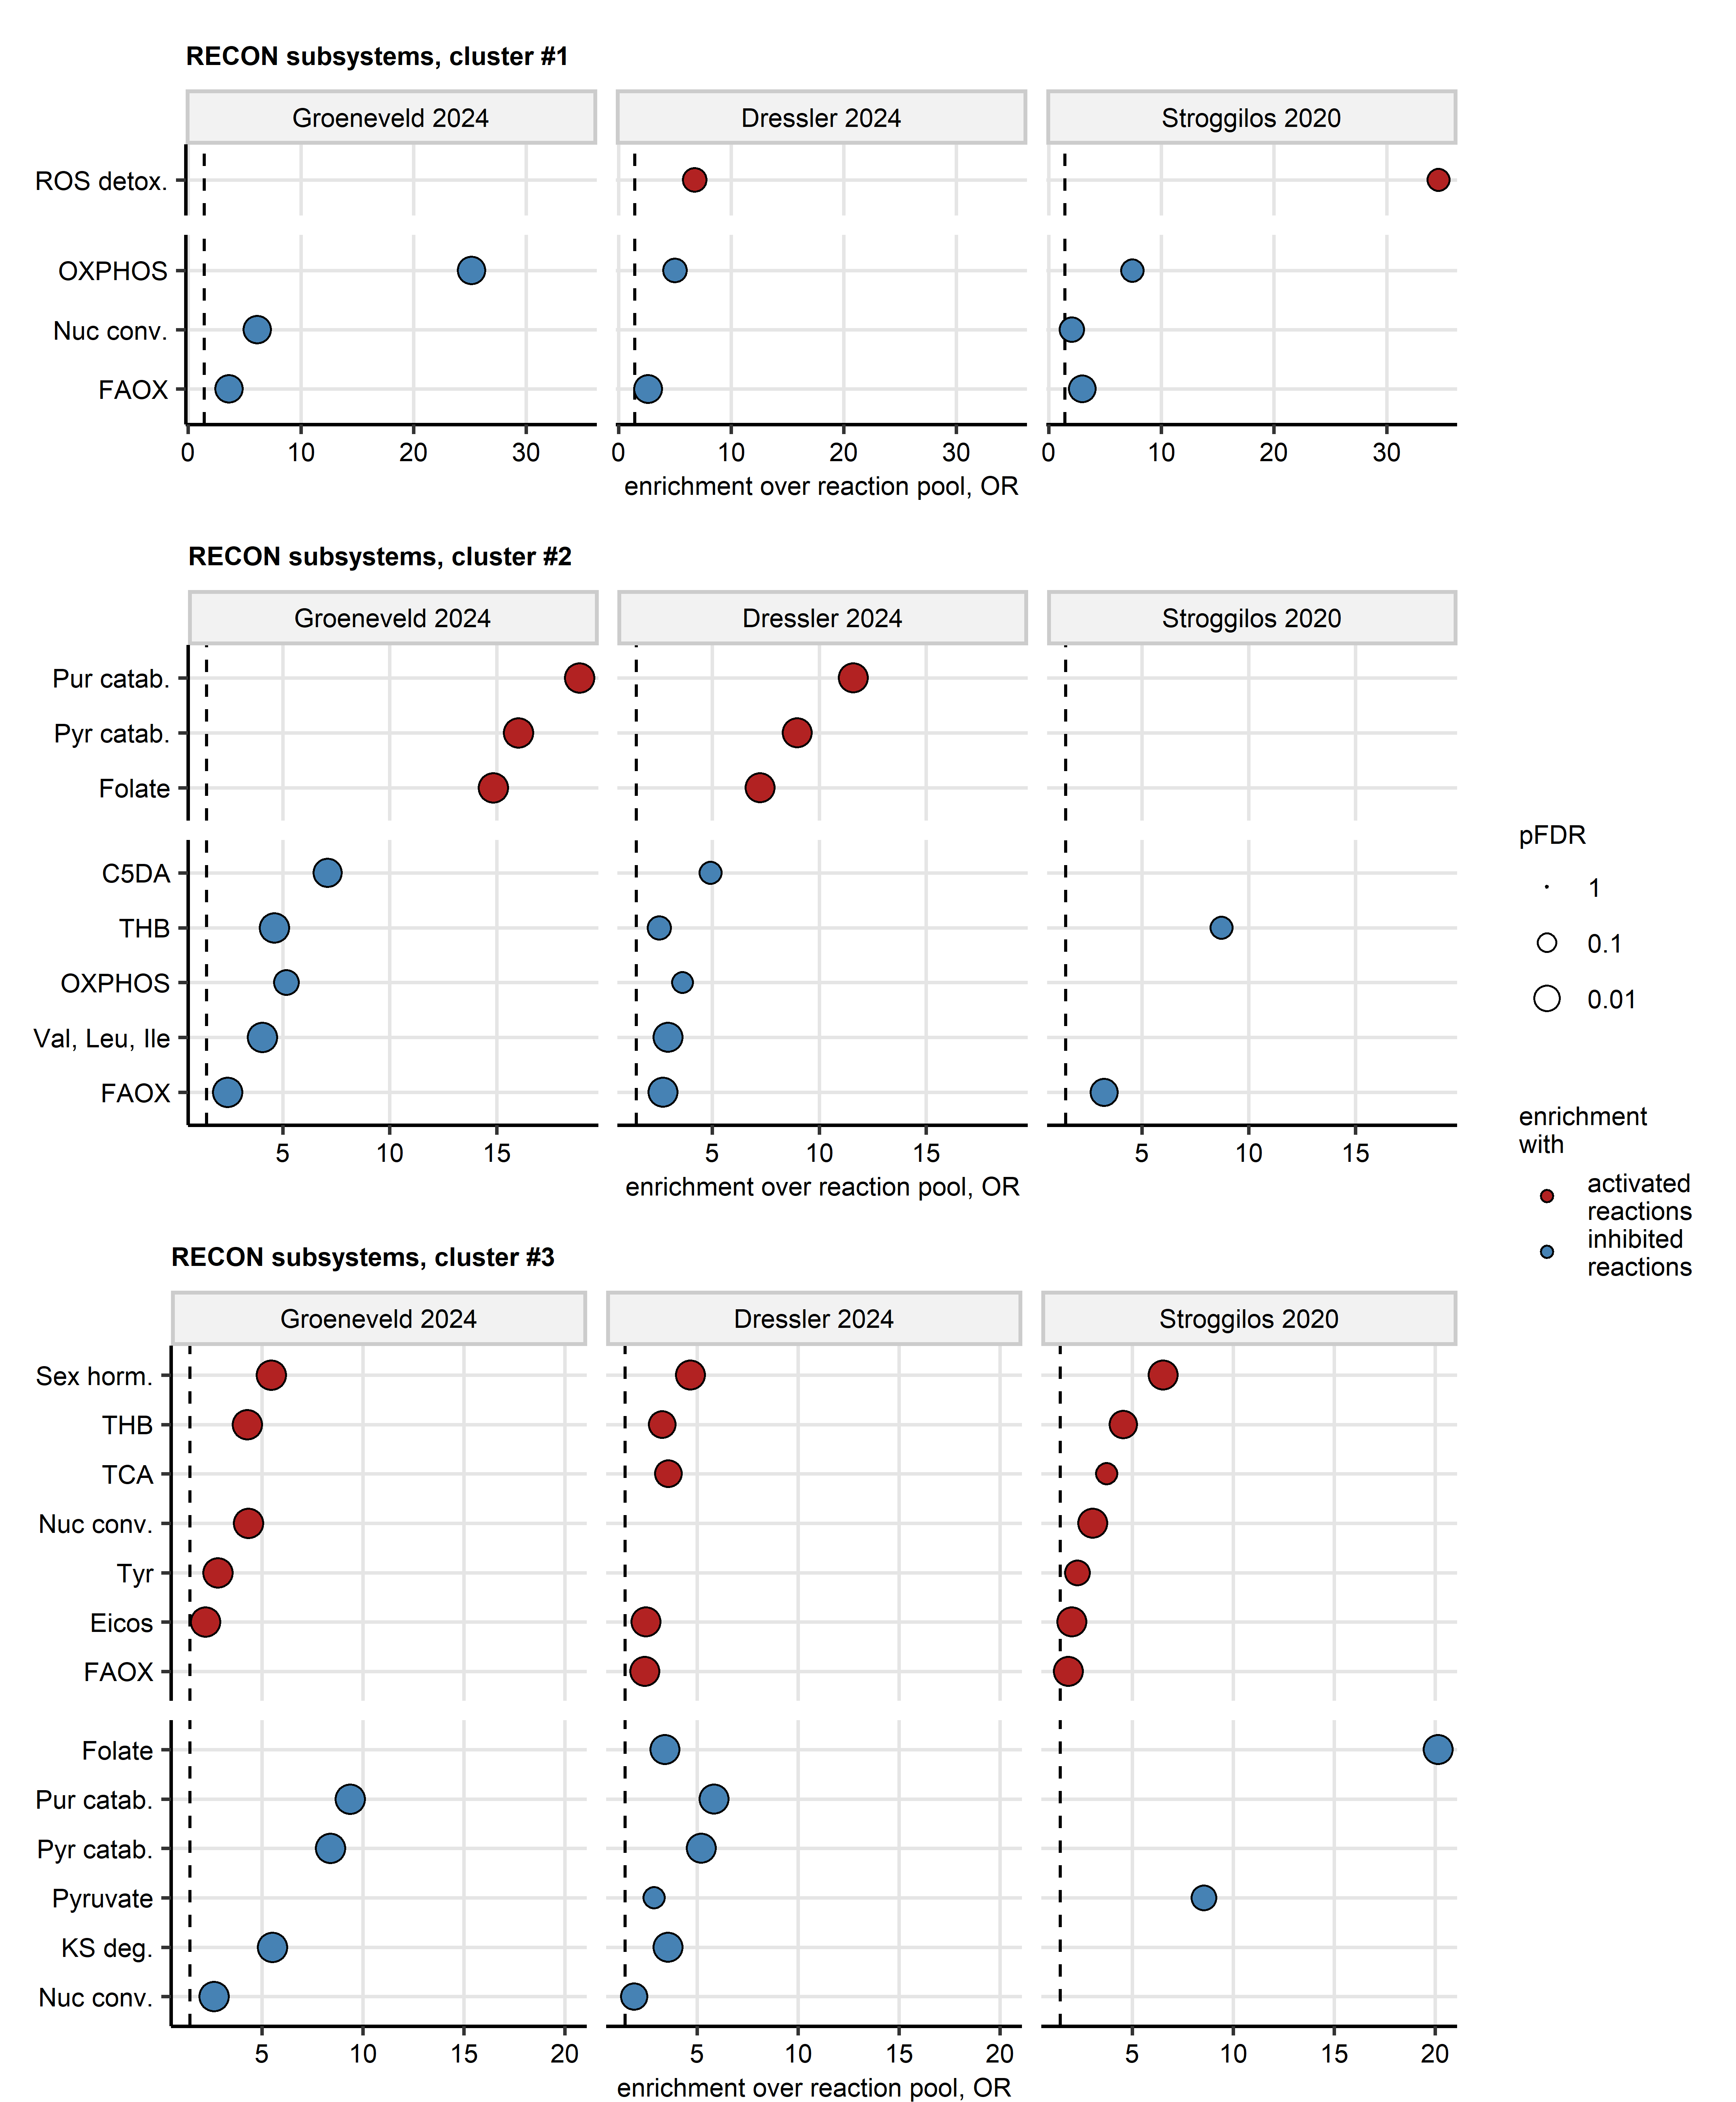 RECON subsystems, cluster #1
Groeneveld 2024
Dressler 2024
Stroggilos 2020
ROS detox.
OXPHOS
Nuc conv.
FAOX
0 10 20 30
0 10 20 30
0 10 20 30
enrichment over reaction pool, OR
RECON subsystems, cluster #2
Groeneveld 2024
Dressler 2024
Stroggilos 2020
Pur catab.
Pyr catab.
Folate
C5DA
THB
OXPHOS
Val, Leu, Ile
FAOX
5 10 15
5 10 15
5 10 15
enrichment over reaction pool, OR
pFDR
1
0.1
0.01
enrichment
with
activated
reactions
inhibited
reactions
RECON subsystems, cluster #3
Groeneveld 2024
Dressler 2024
Stroggilos 2020
Sex horm.
THB
TCA
Nuc conv.
Tyr
Eicos
FAOX
Folate
Pur catab.
Pyr catab.
Pyruvate
KS deg.
Nuc conv.
5 10 15 20
5 10 15 20
5 10 15 20
enrichment over reaction pool, OR